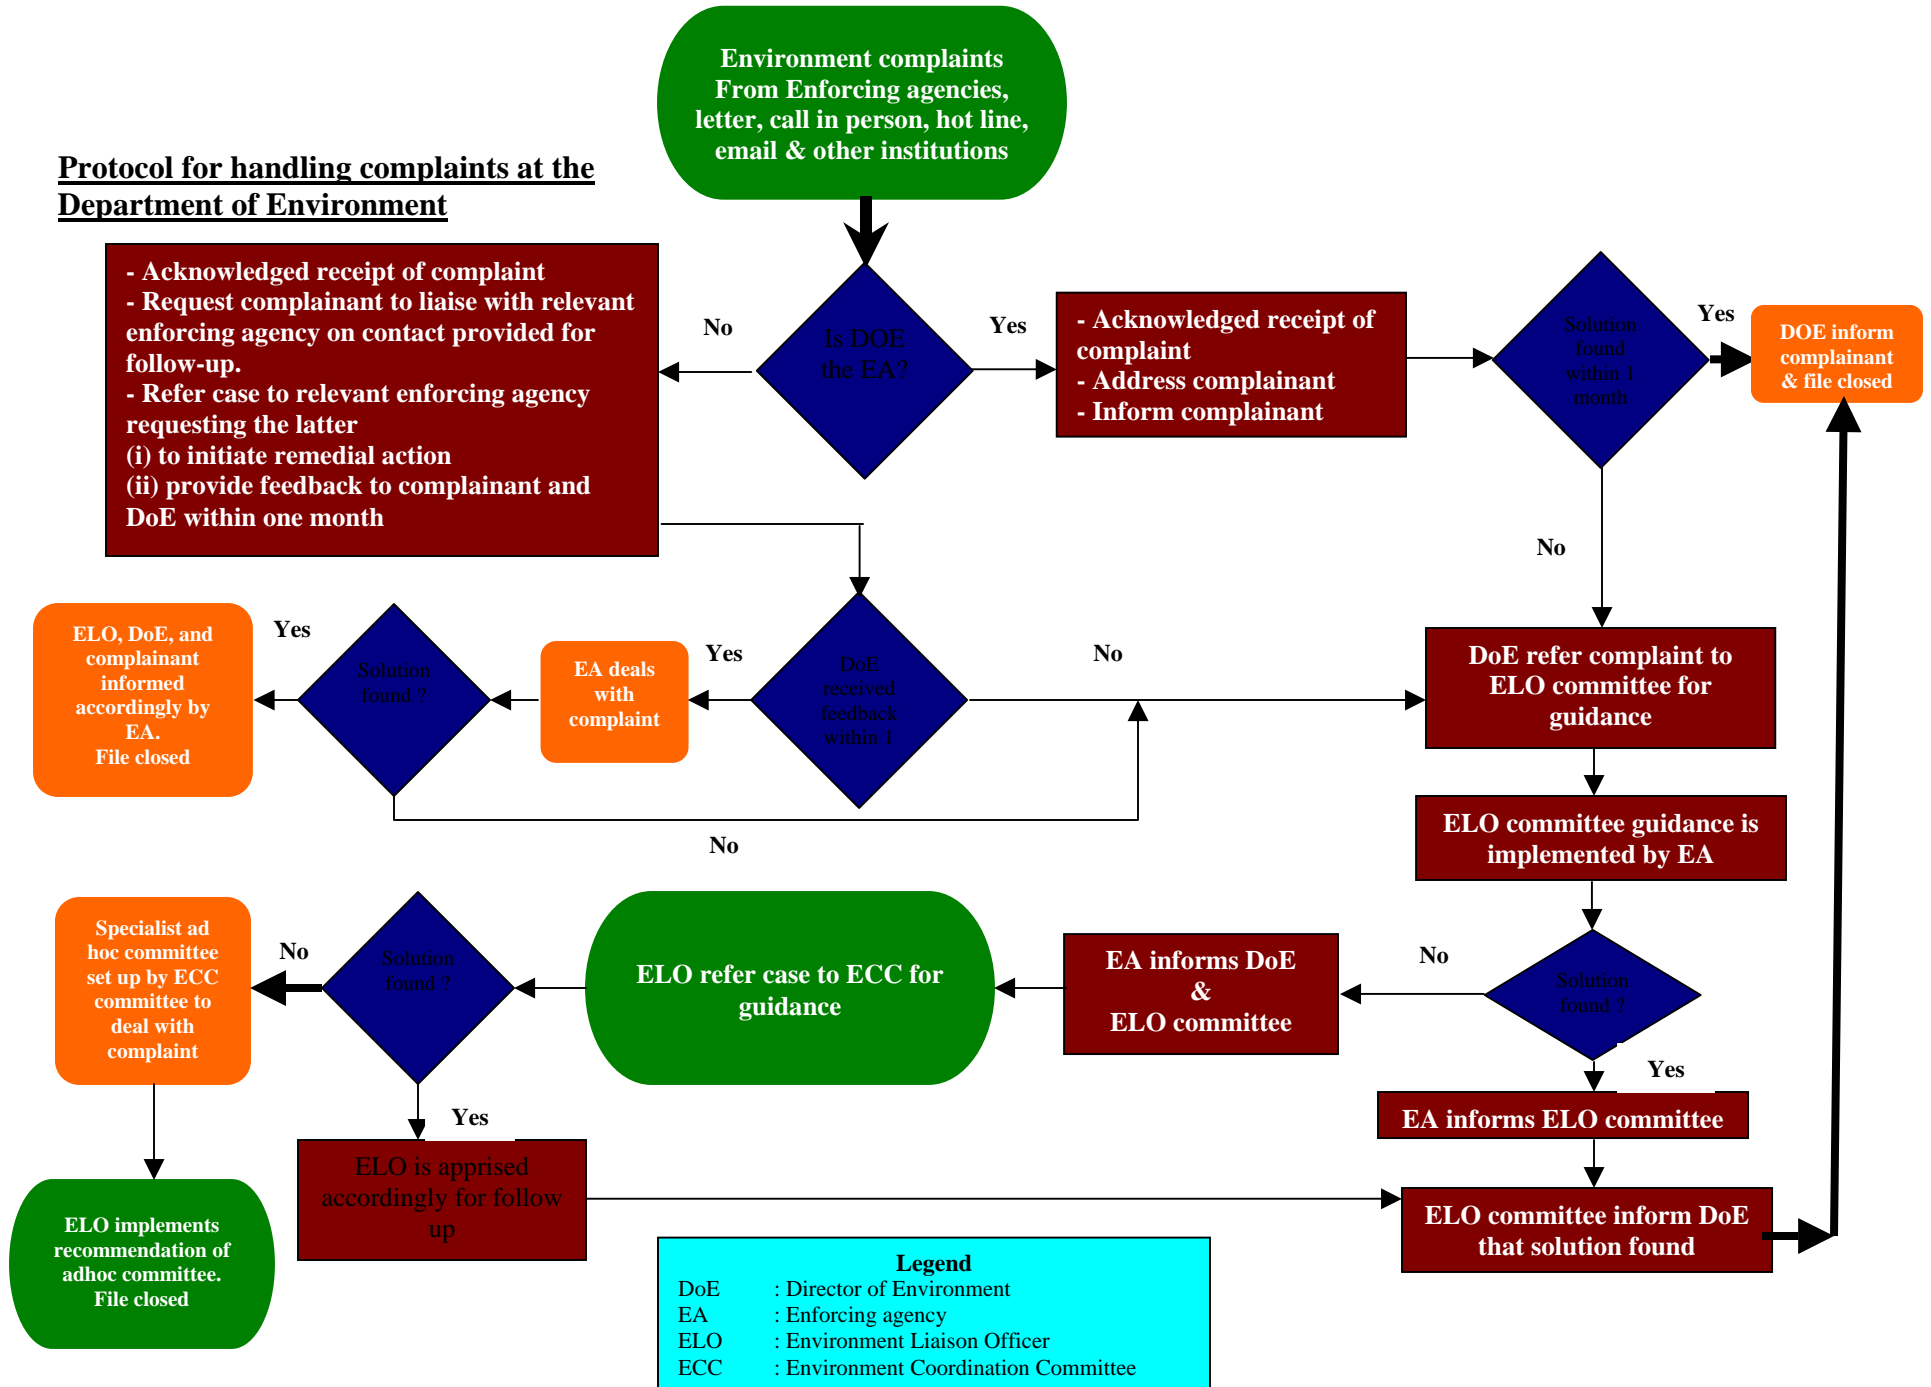 Environment complaints
From Enforcing agencies,
letter, call in person, hot line,
email & other institutions
Protocol for handling complaints at the
Department of Environment
- Acknowledged receipt of complaint
- Request complainant to liaise with relevant
enforcing agency on contact provided for
follow-up.
- Refer case to relevant enforcing agency
requesting the latter
(i) to initiate remedial action
(ii) provide feedback to complainant and
DoE within one month
No
Is DOE
the EA?
Yes
- Acknowledged receipt of
complaint
- Address complainant
- Inform complainant
Solution
found
within 1
month
Yes
DOE inform
complainant
& file closed
No
ELO, DoE, and
complainant
informed
accordingly by
EA.
File closed
Yes
Solution
found ?
EA deals
with
complaint
Yes
DoE
received
feedback
within 1
No
DoE refer complaint to
ELO committee for
guidance
No
ELO committee guidance is
implemented by EA
Specialist ad
hoc committee
set up by ECC
committee to
deal with
complaint
No
Solution
found ?
ELO refer case to ECC for
guidance
EA informs DoE
&
ELO committee
No
Solution
found ?
Yes
Yes
EA informs ELO committee
ELO is apprised
accordingly for follow
up
ELO committee inform DoE
that solution found
ELO implements
recommendation of
adhoc committee.
File closed
Legend
DoE : Director of Environment
EA : Enforcing agency
ELO : Environment Liaison Officer
ECC : Environment Coordination Committee